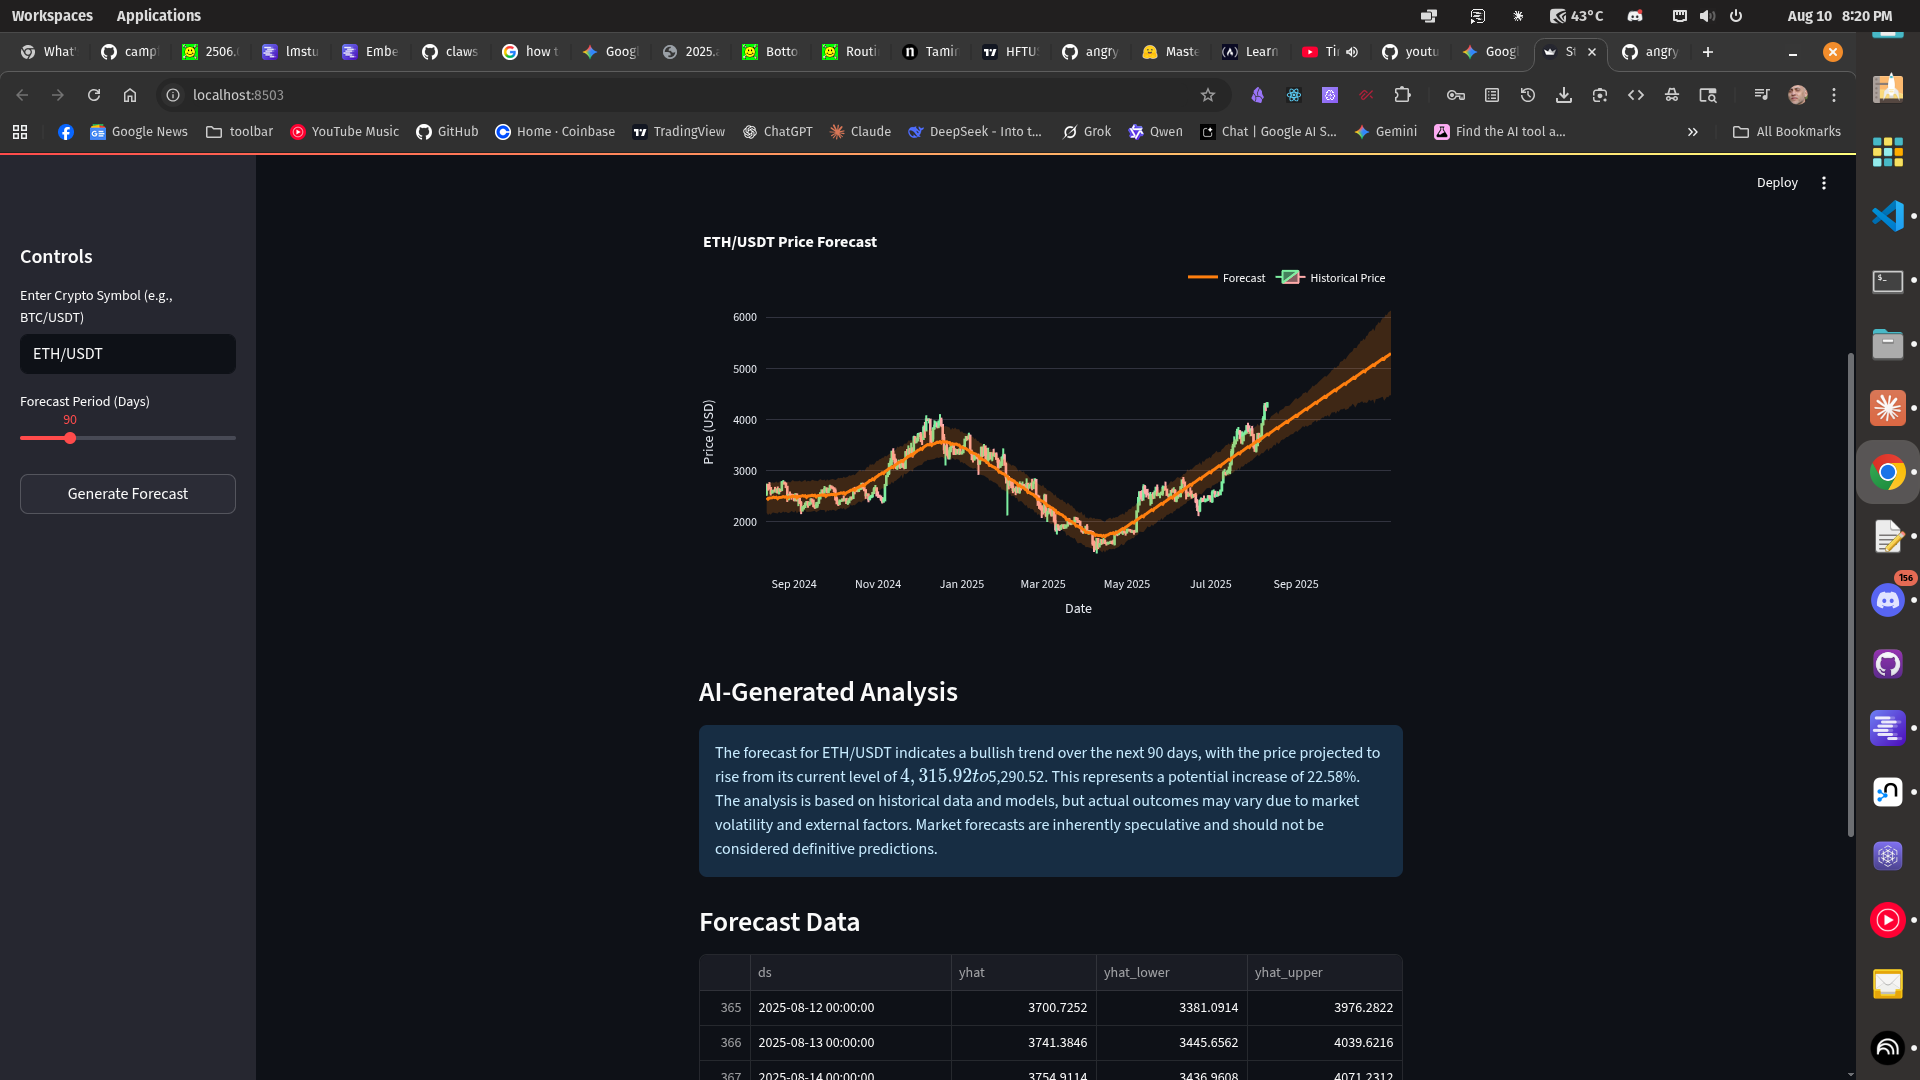 Workspaces Applications 43°C Aug 10 8:20 PM
What' camp 2506. lmstu Embe claws how t Googl 2025. Botto Routi Tamin HFTUS angry Maste Learn Tir youtu Googl St angry
localhost:8503
Google News toolbar YouTube Music GitHub Home · Coinbase TradingView ChatGPT Claude DeepSeek - Into t... Grok Qwen Chat | Google AI S... Gemini Find the AI tool a... » All Bookmarks
Deploy
Controls
Enter Crypto Symbol (e.g.,
BTC/USDT)
ETH/USDT
Forecast Period (Days)
90
Generate Forecast
ETH/USDT Price Forecast
Forecast Historical Price
6000
5000
4000
3000
2000
Price (USD)
Sep 2024 Nov 2024 Jan 2025 Mar 2025 May 2025 Jul 2025 Sep 2025
Date
AI-Generated Analysis
The forecast for ETH/USDT indicates a bullish trend over the next 90 days, with the price projected to
rise from its current level of 4,315.92to5,290.52. This represents a potential increase of 22.58%.
The analysis is based on historical data and models, but actual outcomes may vary due to market
volatility and external factors. Market forecasts are inherently speculative and should not be
considered definitive predictions.
Forecast Data
ds yhat yhat_lower yhat_upper
365 2025-08-12 00:00:00 3700.7252 3381.0914 3976.2822
366 2025-08-13 00:00:00 3741.3846 3445.6562 4039.6216
367 2025-08-14 00:00:00 3754.9114 3436.9608 4071.2312
156